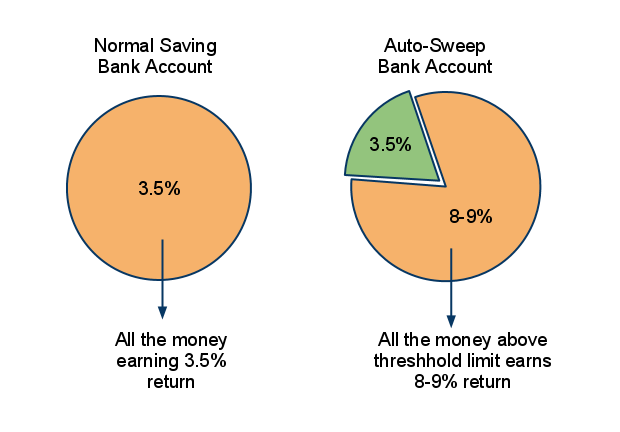 Normal Saving
Bank Account
3.5%
All the money
earning 3.5%
return
Auto-Sweep
Bank Account
3.5%
8-9%
All the money above
threshhold limit earns
8-9% return